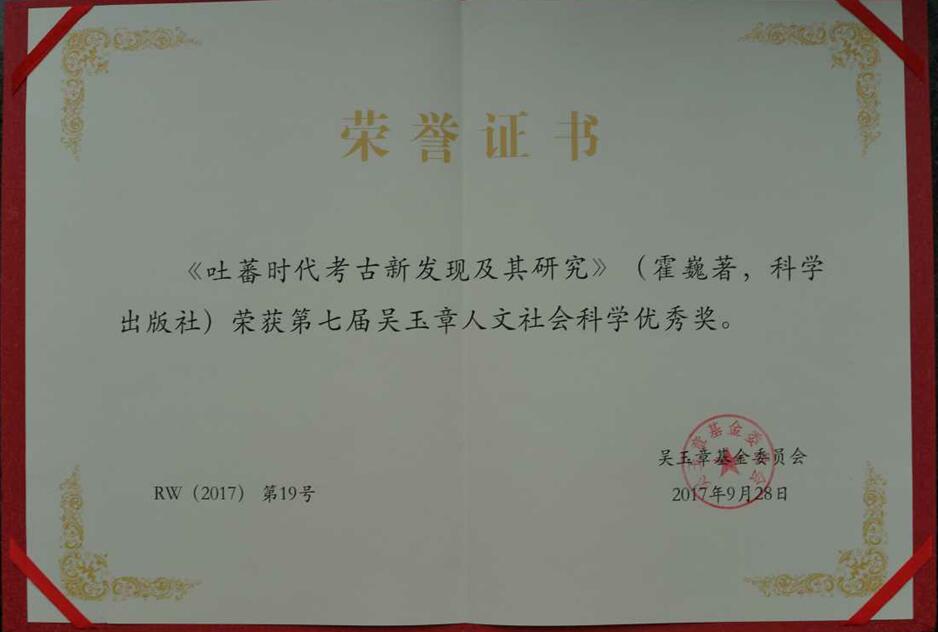 荣誉证书
《吐蕃时代考古新发现及其研究》（霍巍著，科学
出版社）荣获第七届吴玉章人文社会科学优秀奖。
吴玉章基金委员会
RW（2017） 第19号
2017年9月28日